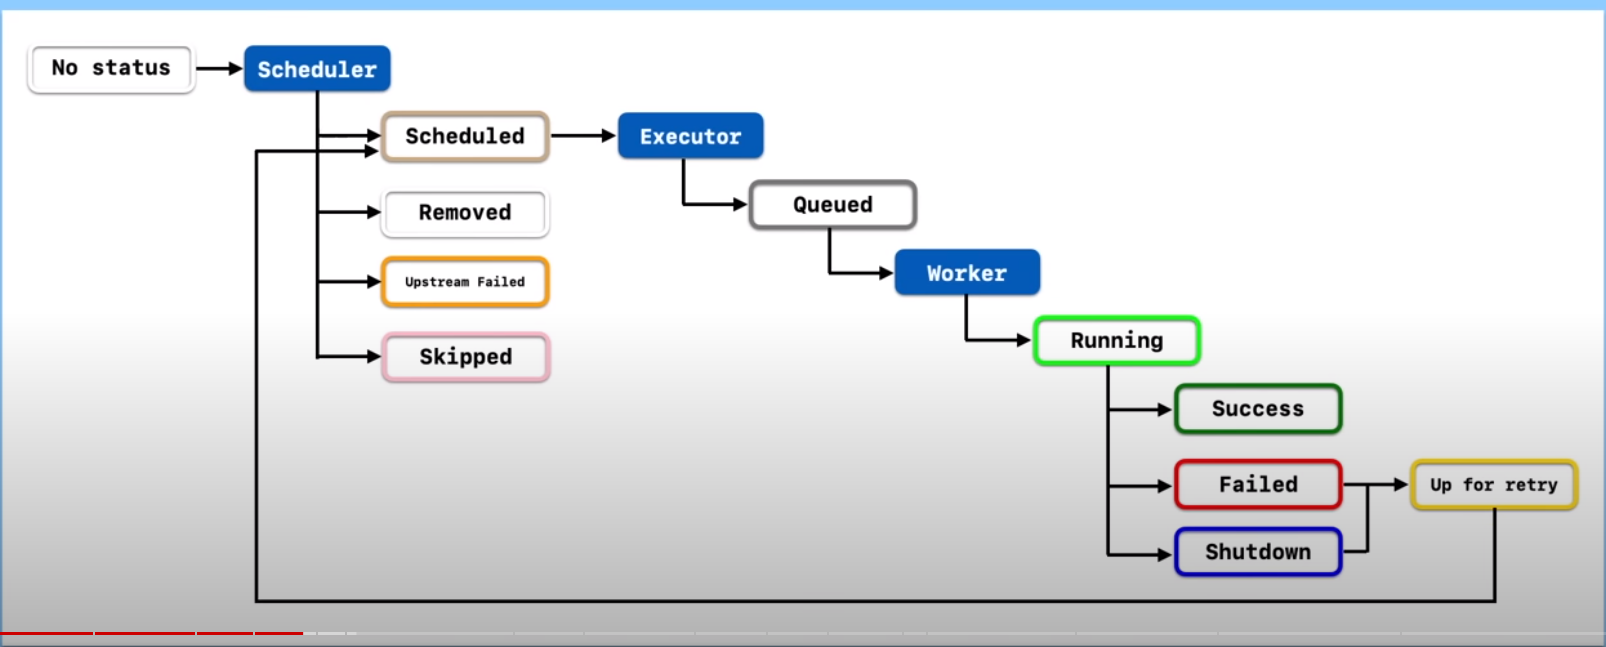 No status
Scheduler
Scheduled
Executor
Removed
Queued
Upstream Failed
Worker
Skipped
Running
Success
Failed
Up for retry
Shutdown